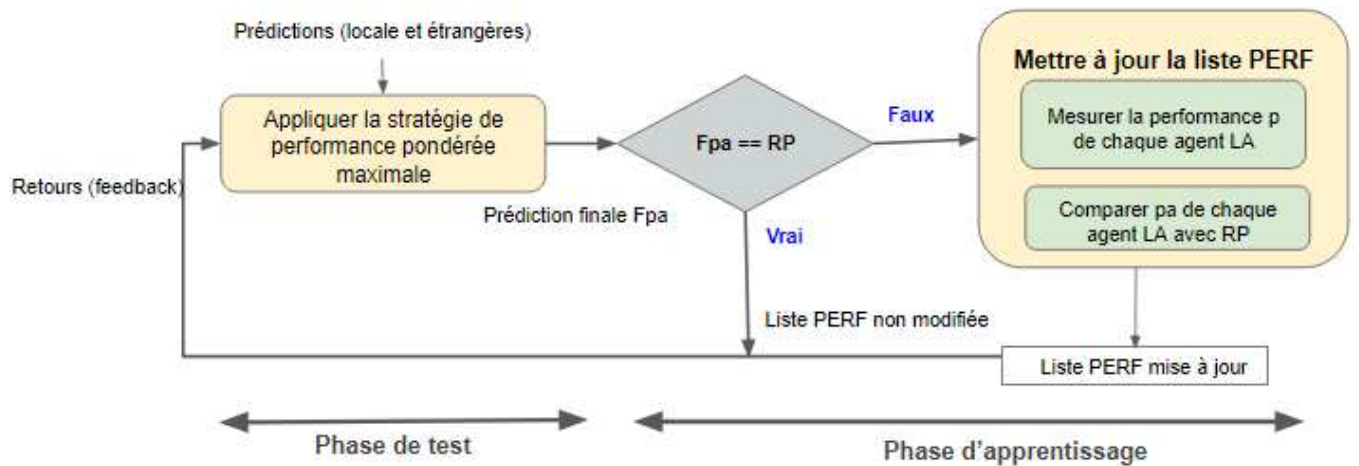 Prédictions (locale et étrangères)
Appliquer la stratégie de
performance pondérée
maximale
Retours (feedback)
Prédiction finale Fpa
Fpa == RP
Faux
Vrai
Mettre à jour la liste PERF
Mesurer la performance p
de chaque agent LA
Comparer pa de chaque
agent LA avec RP
Liste PERF non modifiée
Liste PERF mise à jour
Phase de test
Phase d'apprentissage